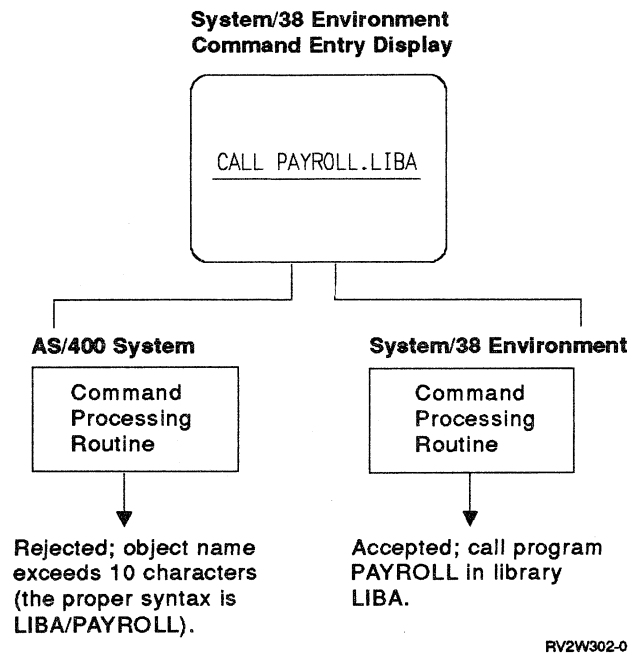 System/38 Environment
Command Entry Display
CALL PAYROLL.LIBA
AS/400 System
Command
Processing
Routine
Rejected; object name
exceeds 10 characters
(the proper syntax is
LIBA/PAYROLL).
System/38 Environment
Command
Processing
Routine
Accepted; call program
PAYROLL in library
LIBA.
RV2W302-0